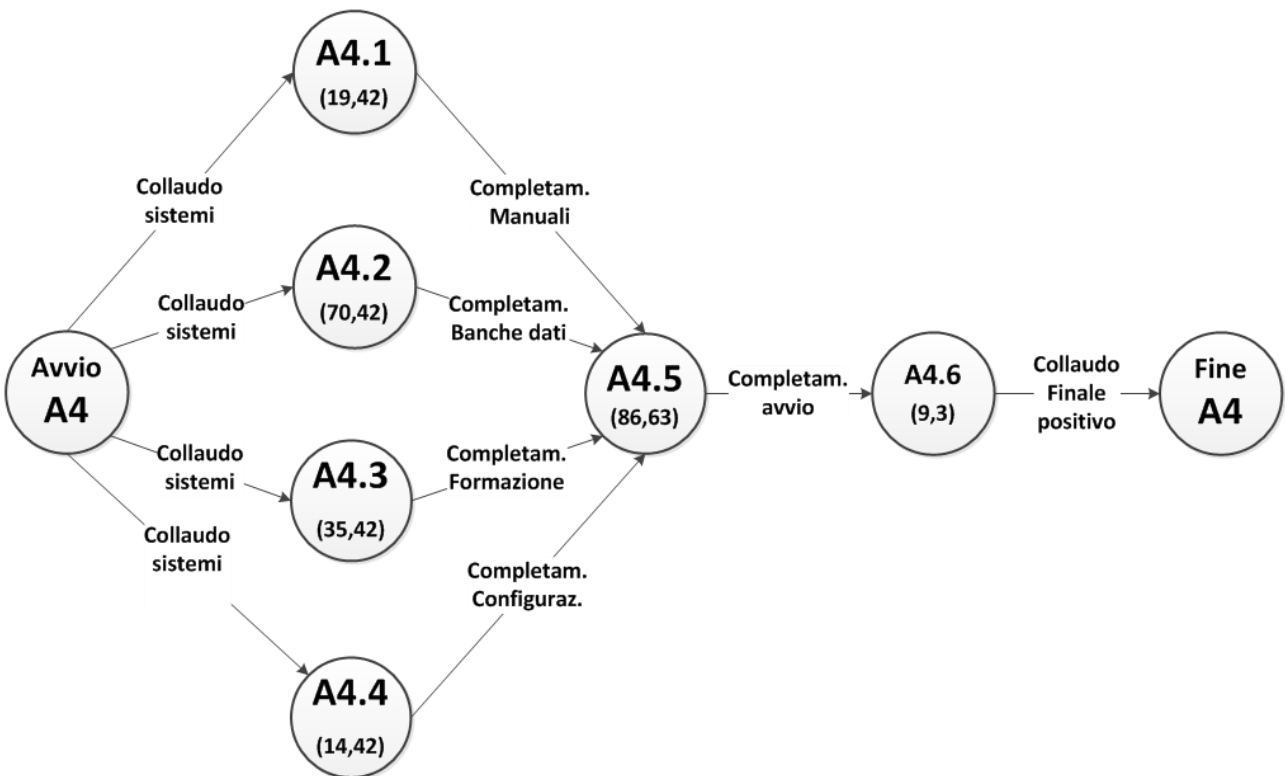 A4.1
(19,42)
Collaudo
sistemi
Completam.
Manuali
A4.2
(70,42)
Collaudo
sistemi
Completam.
Banche dati
Avvio
A4
A4.5
(86,63)
Completam.
avvio
A4.6
(9,3)
Collaudo
Finale
positivo
Fine
A4
Collaudo
sistemi
A4.3
(35,42)
Completam.
Formazione
Collaudo
sistemi
Completam.
Configuraz.
A4.4
(14,42)